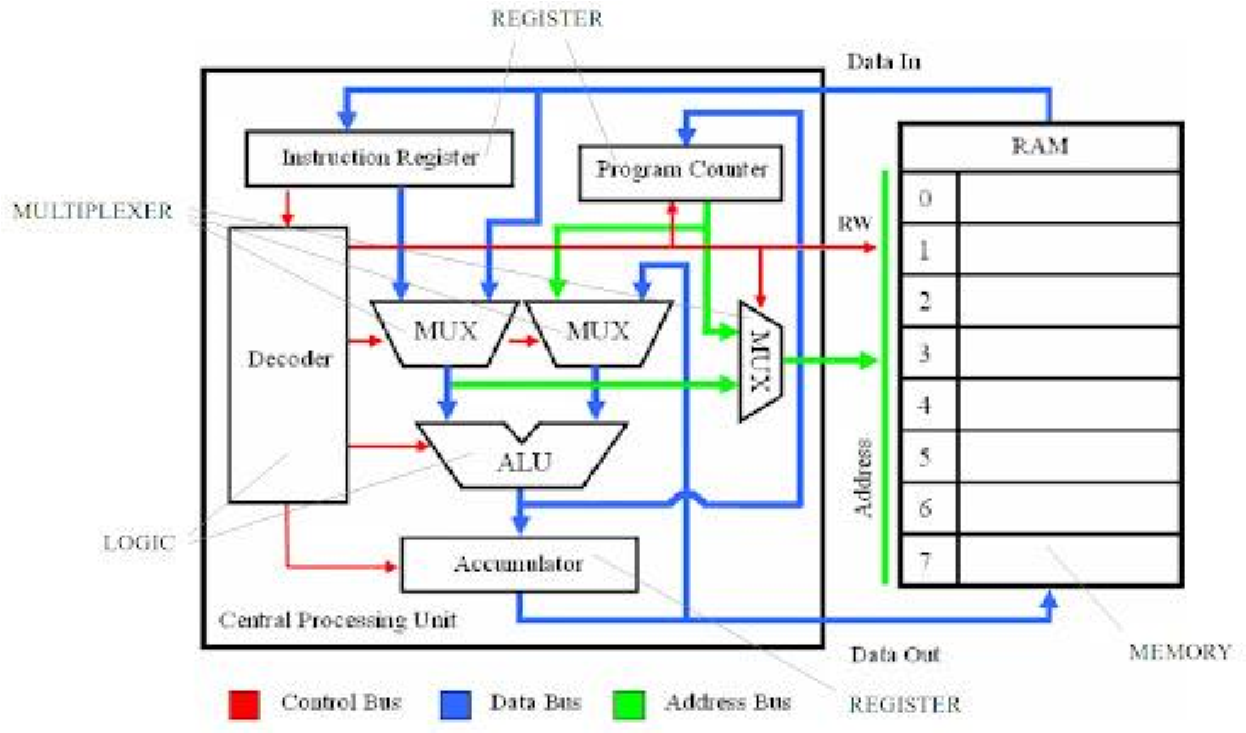 REGISTER
Data In
RAM
Instruction Register
Program Counter
MULTIPLEXER
0
RW
1
2
MUX
MUX
MUX
3
Decoder
4
ALU
5
Address
6
LOGIC
Accumulator
7
Central Processing Unit
Data Out
MEMORY
Control Bus
Data Bus
Address Bus
REGISTER